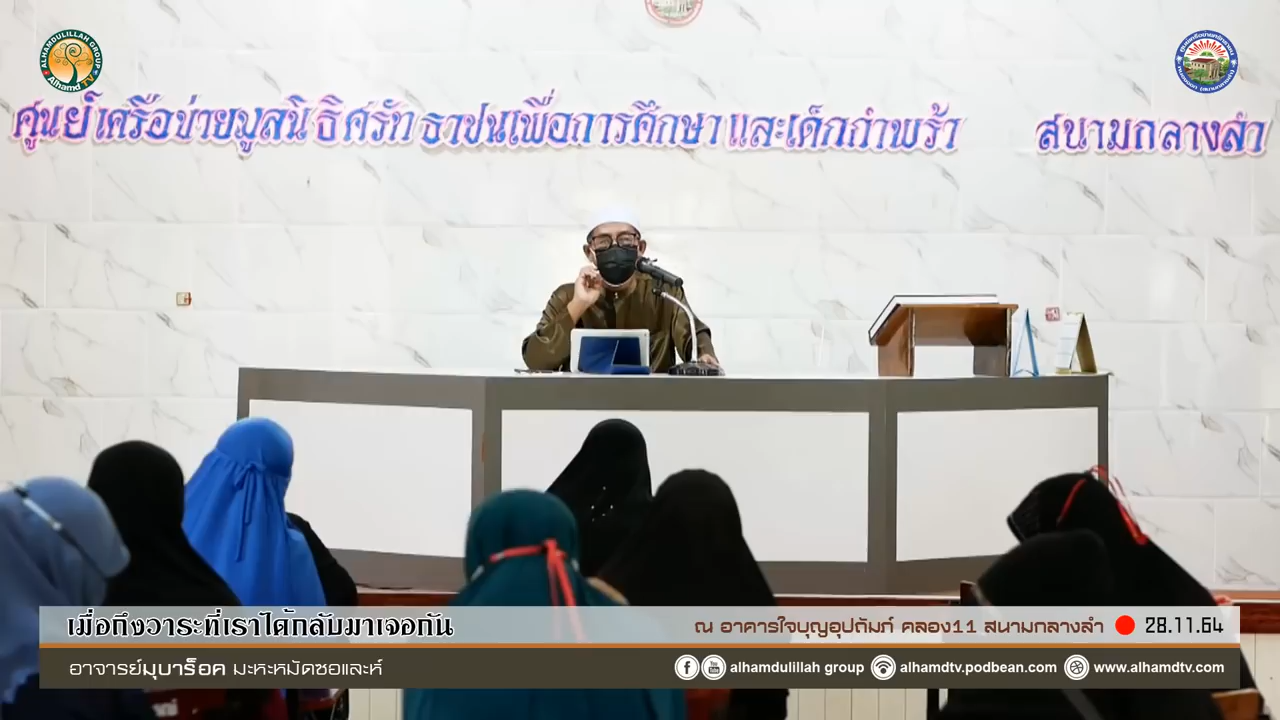 ALHAMDULILLAH GROUP
Alhamd TV
ศูนย์เครือข่ายมูลนิธิศรัทธาชนเพื่อการศึกษาและเด็กกำพร้า สนามกลางลำ
เมื่อถึงวาระที่เราได้กลับมาเจอกัน
ณ อาคารใจบุญอุปถัมภ์ คลอง11 สนามกลางลำ 28.11.64
อาจารย์มุบาร็อค มะหะหมัดซอและห์
alhamdulillah group alhamdtv.podbean.com www.alhamdtv.com